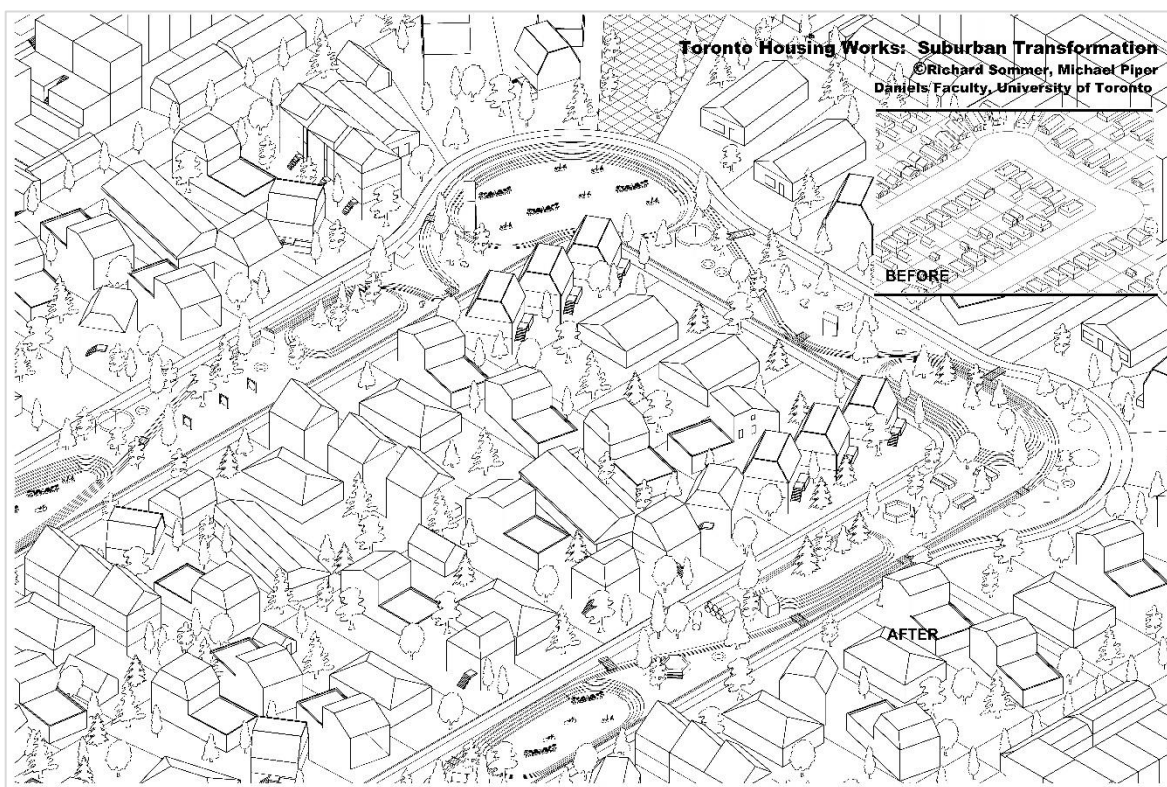 Toronto Housing Works: Suburban Transformation
©Richard Sommer, Michael Piper
Daniels Faculty, University of Toronto
BEFORE
AFTER